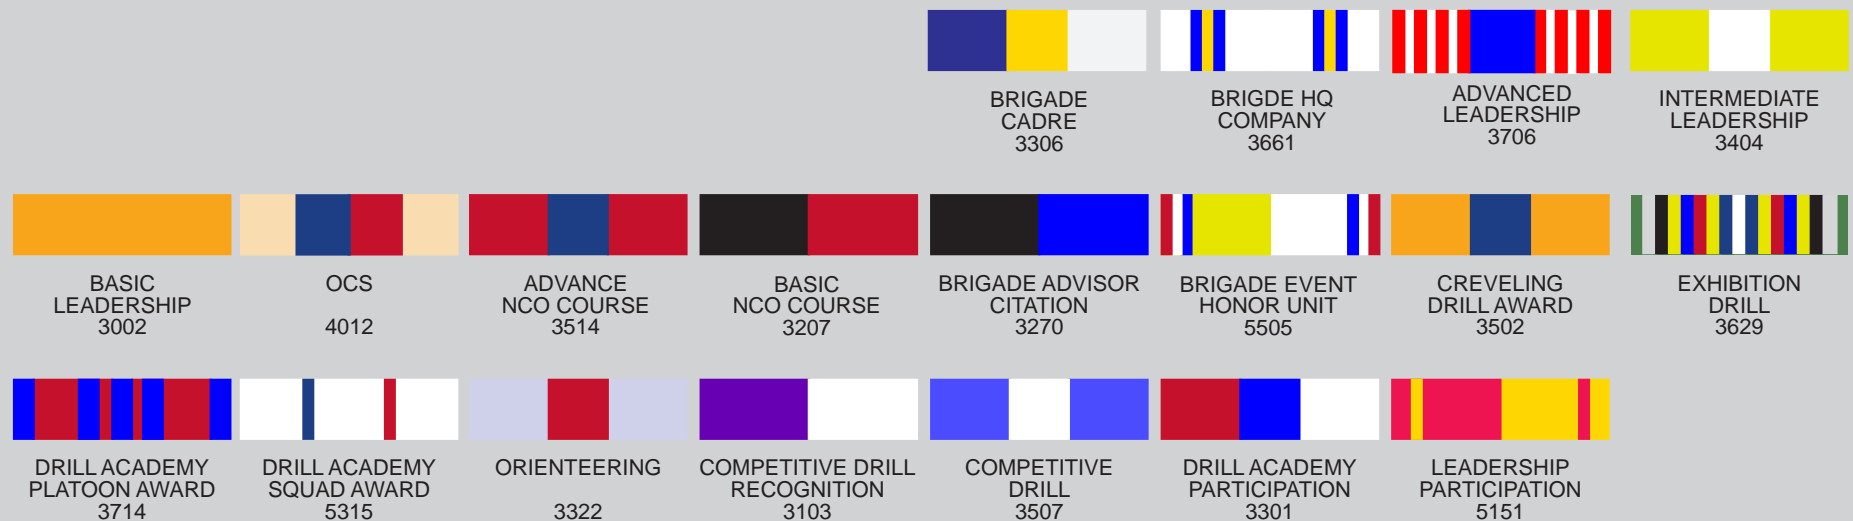 BRIGADE
CADRE
3306
BRIGDE HQ
COMPANY
3661
ADVANCED
LEADERSHIP
3706
INTERMEDIATE
LEADERSHIP
3404
BASIC
LEADERSHIP
3002
OCS
4012
ADVANCE
NCO COURSE
3514
BASIC
NCO COURSE
3207
BRIGADE ADVISOR
CITATION
3270
BRIGADE EVENT
HONOR UNIT
5505
CREVELING
DRILL AWARD
3502
EXHIBITION
DRILL
3629
DRILL ACADEMY
PLATOON AWARD
3714
DRILL ACADEMY
SQUAD AWARD
5315
ORIENTEERING
3322
COMPETITIVE DRILL
RECOGNITION
3103
COMPETITIVE
DRILL
3507
DRILL ACADEMY
PARTICIPATION
3301
LEADERSHIP
PARTICIPATION
5151